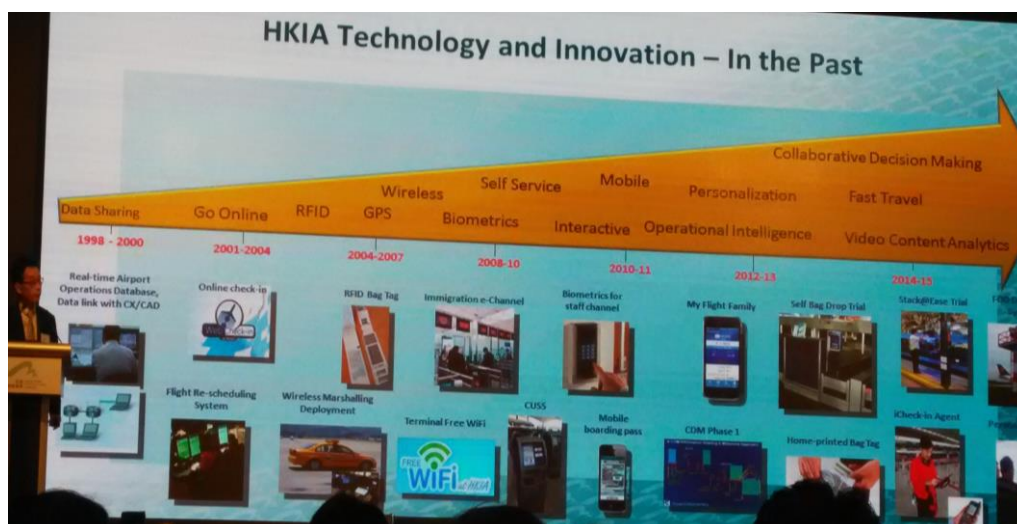 HKIA Technology and Innovation – In the Past
Collaborative Decision Making
Wireless
Self Service
Mobile
Personalization
Fast Travel
Data Sharing
Go Online
RFID
GPS
Biometrics
Interactive
Operational Intelligence
Video Content Analytics
1998 - 2000
2001-2004
2004-2007
2008-10
2010-11
2012-13
2014-15
Real-time Airport
Operations Database,
Data link with CX/CAD
Online check-in
RFID Bag Tag
Immigration e-Channel
Biometrics for
staff channel
My Flight Family
Self Bag Drop Trial
Stack@Ease Trial
Flight Re-scheduling
System
Wireless Marshalling
Deployment
Terminal Free WiFi
FREE
WiFi
@ HKIA
CUSS
Mobile
boarding pass
CDM Phase 1
Home-printed Bag Tag
iCheck-in Agent